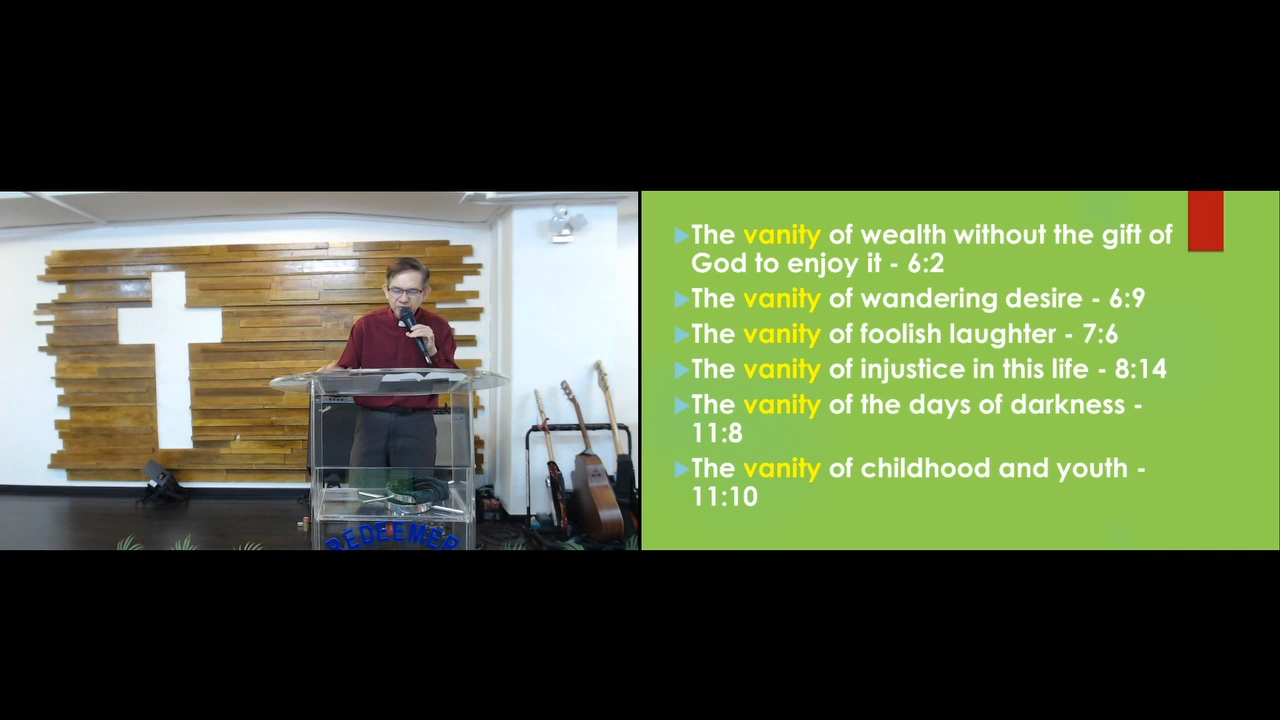 The vanity of wealth without the gift of
God to enjoy it - 6:2
The vanity of wandering desire - 6:9
The vanity of foolish laughter - 7:6
The vanity of injustice in this life - 8:14
The vanity of the days of darkness -
11:8
The vanity of childhood and youth -
11:10
REDEEMER